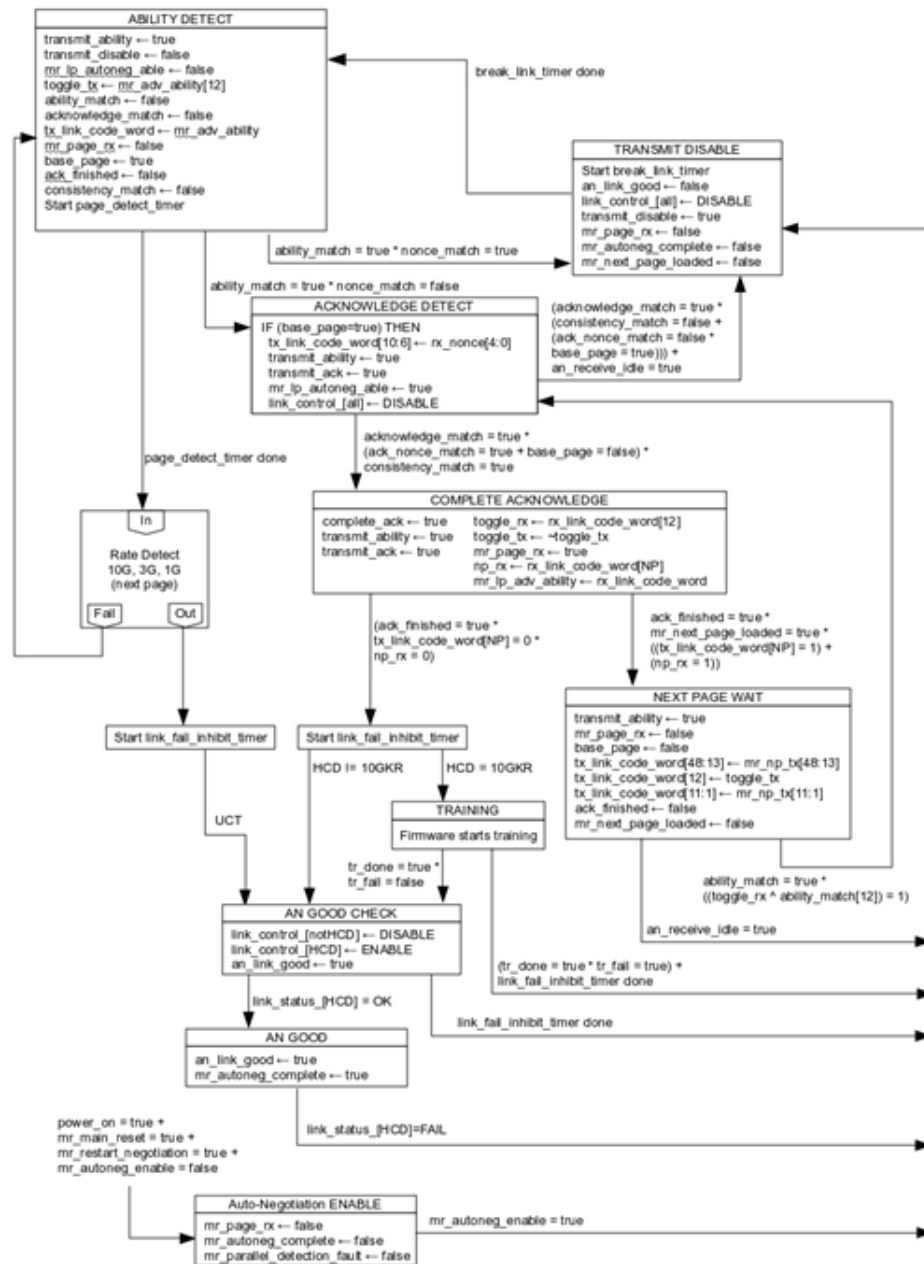 ABILITY DETECT
transmit_ability ← true
transmit_disable ← false
mr_lp_autoneg_able ← false
toggle_tx ← mr_adv_ability[12]
ability_match ← false
acknowledge_match ← false
tx_link_code_word ← mr_adv_ability
mr_page_rx ← false
base_page ← true
ack_finished ← false
consistency_match ← false
Start page_detect_timer
break_link_timer done
TRANSMIT DISABLE
Start break_link_timer
an_link_good ← false
link_control_[all] ← DISABLE
transmit_disable ← true
mr_page_rx ← false
mr_autoneg_complete ← false
mr_next_page_loaded ← false
ability_match = true * nonce_match = true
ability_match = true * nonce_match = false
ACKNOWLEDGE DETECT
IF (base_page=true) THEN
tx_link_code_word[10:6] ← rx_nonce[4:0]
transmit_ability ← true
transmit_ack ← true
mr_lp_autoneg_able ← true
link_control_[all] ← DISABLE
(acknowledge_match = true *
(consistency_match = false +
(ack_nonce_match = false *
base_page = true))) +
an_receive_idle = true
acknowledge_match = true *
(ack_nonce_match = true + base_page = false) *
consistency_match = true
page_detect_timer done
In
Rate Detect
10G, 3G, 1G
(next page)
Fail
Out
COMPLETE ACKNOWLEDGE
complete_ack ← true
transmit_ability ← true
transmit_ack ← true
toggle_rx ← rx_link_code_word[12]
toggle_tx ← ~toggle_tx
mr_page_rx ← true
np_rx ← rx_link_code_word[NP]
mr_lp_adv_ability ← rx_link_code_word
(ack_finished = true *
tx_link_code_word[NP] = 0 *
np_rx = 0)
ack_finished = true *
mr_next_page_loaded = true *
((tx_link_code_word[NP] = 1) +
(np_rx = 1))
NEXT PAGE WAIT
transmit_ability ← true
mr_page_rx ← false
base_page ← false
tx_link_code_word[48:13] ← mr_np_tx[48:13]
tx_link_code_word[12] ← toggle_tx
tx_link_code_word[11:1] ← mr_np_tx[11:1]
ack_finished ← false
mr_next_page_loaded ← false
Start link_fail_inhibit_timer
Start link_fail_inhibit_timer
HCD != 10GKR
HCD = 10GKR
UCT
TRAINING
Firmware starts training
tr_done = true *
tr_fail = false
ability_match = true *
((toggle_rx ^ ability_match[12]) = 1)
an_receive_idle = true
AN GOOD CHECK
link_control_[notHCD] ← DISABLE
link_control_[HCD] ← ENABLE
an_link_good ← true
(tr_done = true * tr_fail = true) +
link_fail_inhibit_timer done
link_status_[HCD] = OK
link_fail_inhibit_timer done
AN GOOD
an_link_good ← true
mr_autoneg_complete ← true
link_status_[HCD]=FAIL
power_on = true +
mr_main_reset = true +
mr_restart_negotiation = true +
mr_autoneg_enable = false
Auto-Negotiation ENABLE
mr_page_rx ← false
mr_autoneg_complete ← false
mr_parallel_detection_fault ← false
mr_autoneg_enable = true